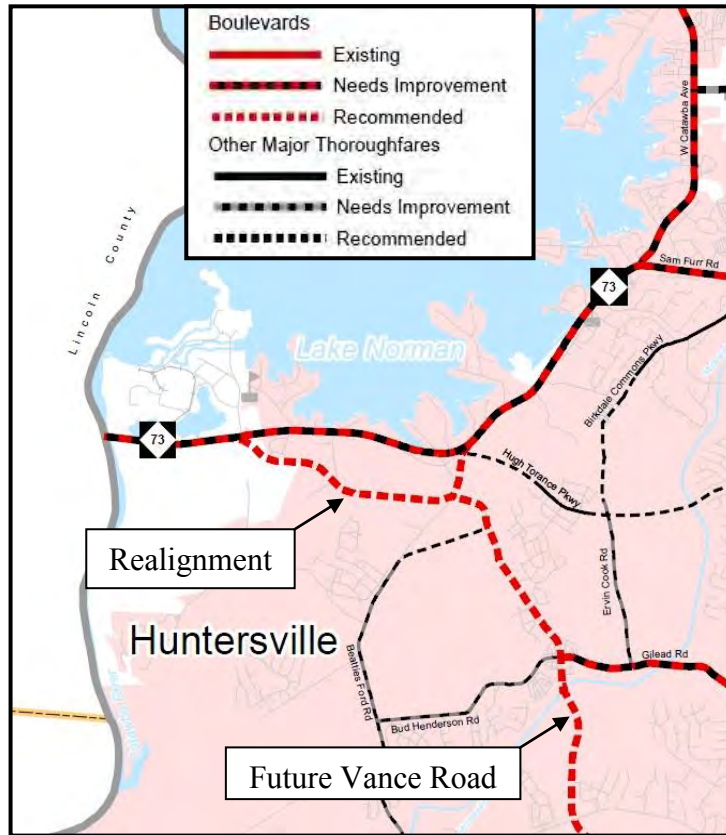 Boulevards
Existing
Needs Improvement
Recommended
Other Major Thoroughfares
Existing
Needs Improvement
Recommended
W Catawba Ave
Lincoln County
Sam Furr Rd
73
Lake Norman
Birkdale Commons Pkwy
73
Hugh Torance Pkwy
Realignment
Ervin Cook Rd
Huntersville
Beatties Ford Rd
Gilead Rd
Bud Henderson Rd
Future Vance Road